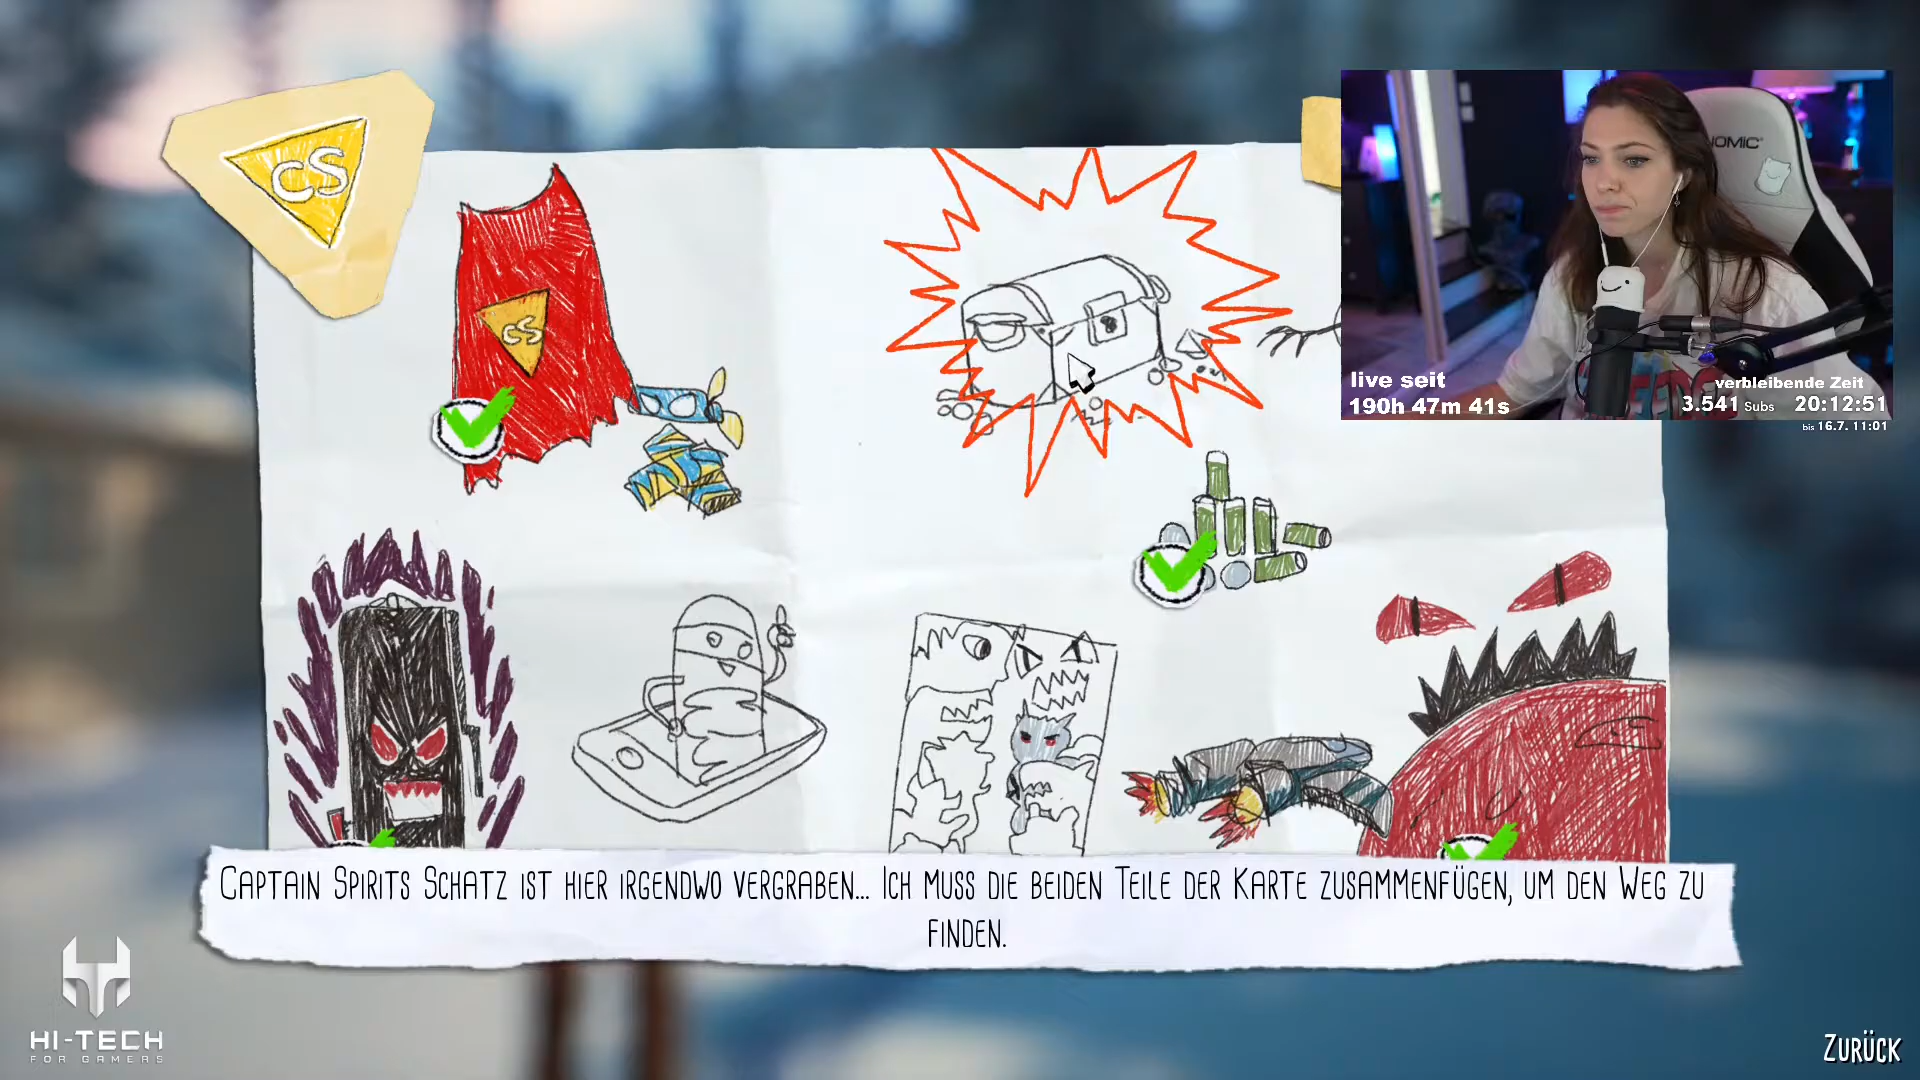 CS
CS
NOMIC
live seit
190h 47m 41s
verbleibende Zeit
3.541 Subs 20:12:51
bis 16.7. 11:01
Captain Spirits Schatz ist hier irgendwo vergraben... Ich muss die beiden Teile der Karte zusammenfügen, um den Weg zu
finden.
HI-TECH
FOR GAMERS
Zurück